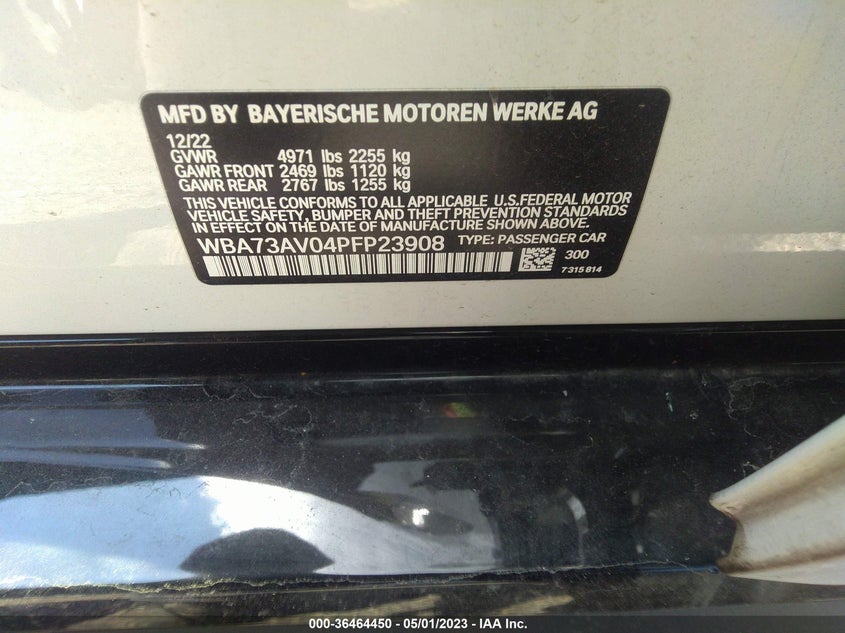 MFD BY BAYERISCHE MOTOREN WERKE AG
12/22
GVWR 4971 lbs 2255 kg
GAWR FRONT 2469 lbs 1120 kg
GAWR REAR 2767 lbs 1255 kg
THIS VEHICLE CONFORMS TO ALL APPLICABLE U.S.FEDERAL MOTOR
VEHICLE SAFETY, BUMPER AND THEFT PREVENTION STANDARDS
IN EFFECT ON THE DATE OF MANUFACTURE SHOWN ABOVE.
WBA73AV04PFP23908 TYPE: PASSENGER CAR
300
7 315 814
000-36464450 - 05/01/2023 - IAA Inc.